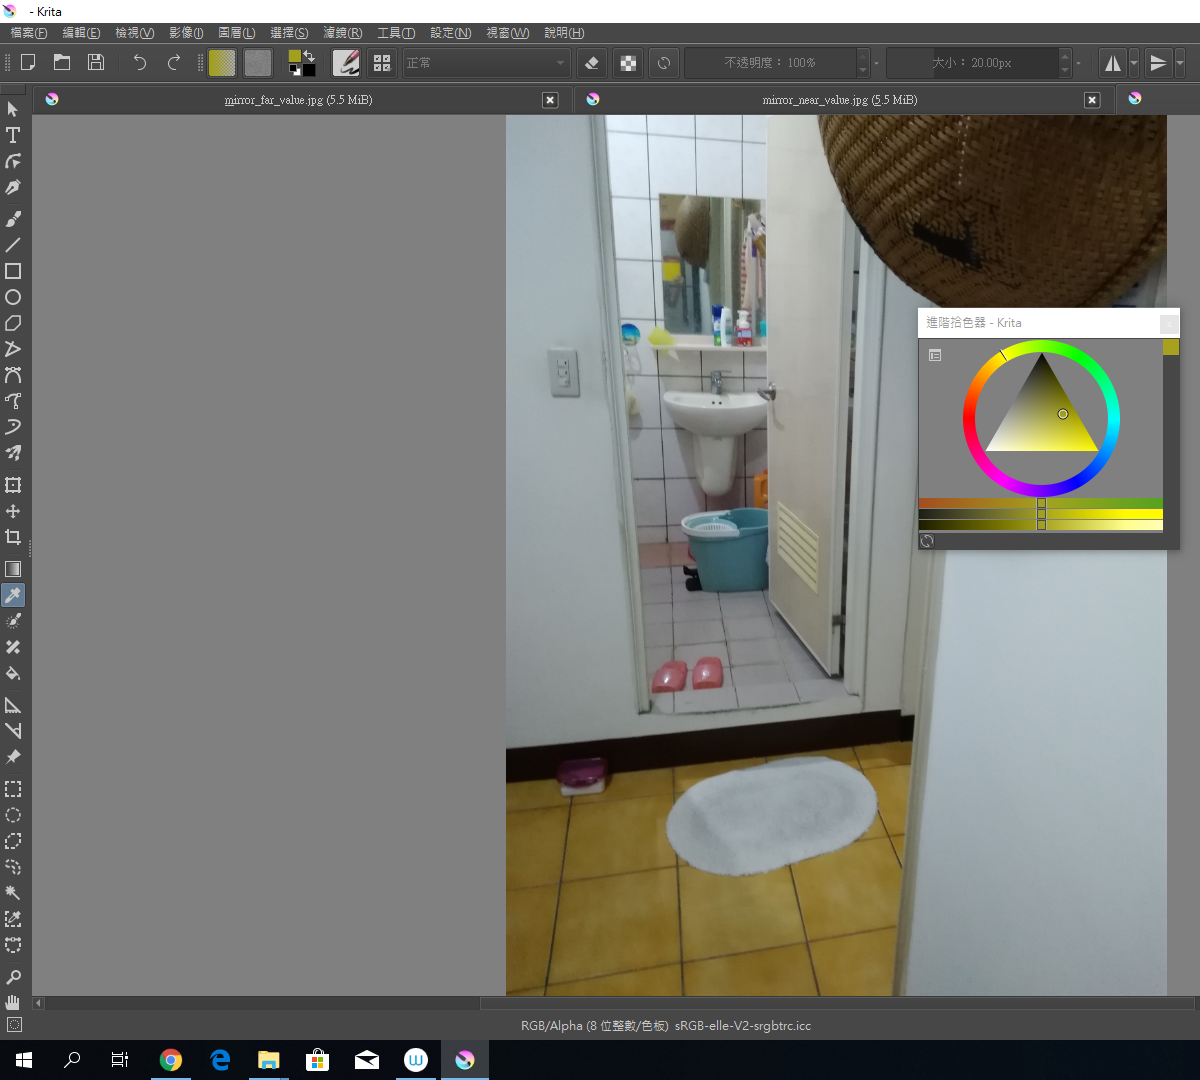 - Krita
檔案(F) 編輯(E) 檢視(V) 影像(I) 圖層(L) 選擇(S) 濾鏡(R) 工具(T) 設定(N) 視窗(W) 說明(H)
正常 不透明度： 100% 大小： 20.00px
mirror_far_value.jpg (5.5 MiB) mirror_near_value.jpg (5.5 MiB)
進階拾色器 - Krita
RGB/Alpha (8 位整數/色板) sRGB-elle-V2-srgbtrc.icc